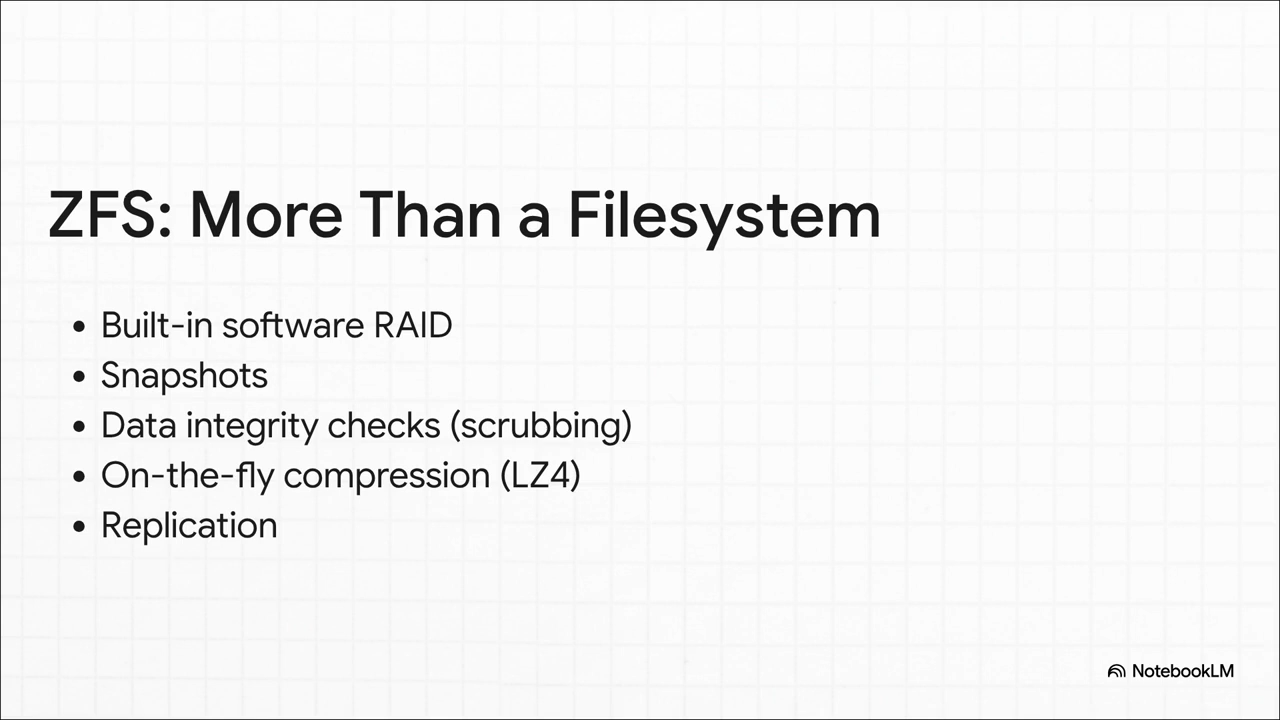 ZFS: More Than a Filesystem
• Built-in software RAID
• Snapshots
• Data integrity checks (scrubbing)
• On-the-fly compression (LZ4)
• Replication
NotebookLM